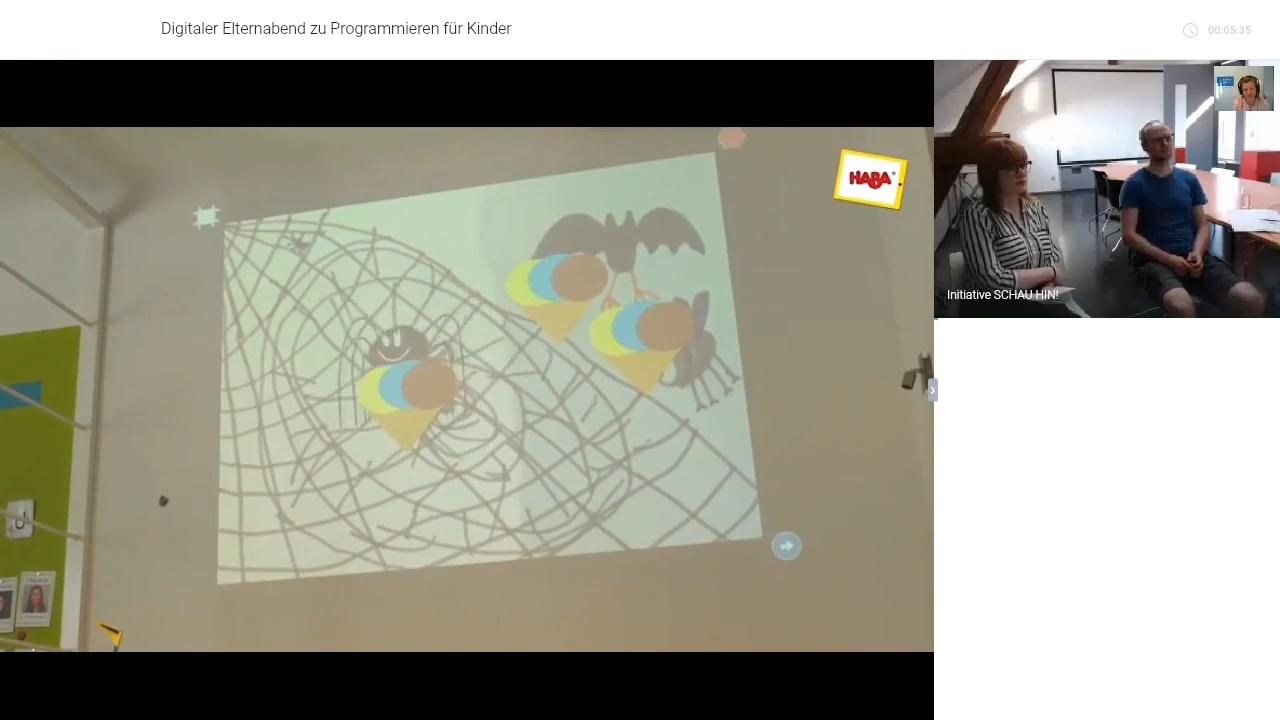 Digitaler Elternabend zu Programmieren für Kinder
00:05:35
HABA
Initiative SCHAU HIN!